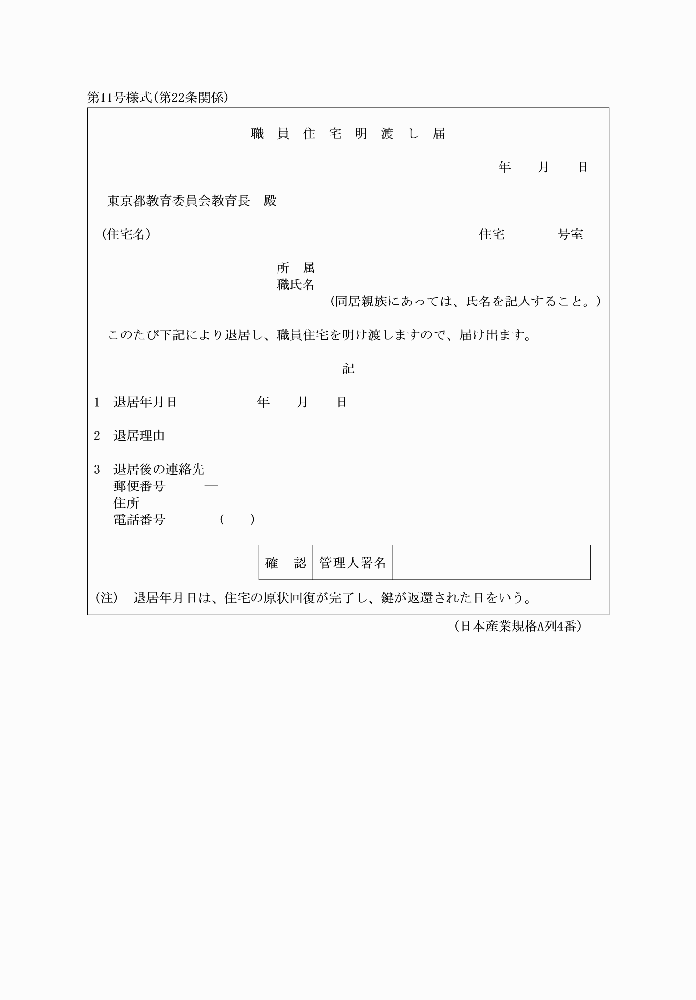 第11号様式（第22条関係）
職　員　住　宅　明　渡　し　届
年　　月　　日
東京都教育委員会教育長　殿
（住宅名）　　　　　　　　　　　　　　　　　　　　　　　　　住宅　　　　号室
所　属
職氏名
（同居親族にあっては、氏名を記入すること。）
このたび下記により退居し、職員住宅を明け渡しますので、届け出ます。
記
1　退居年月日　　　　　　年　　月　　日
2　退居理由
3　退居後の連絡先
郵便番号　　　―
住所
電話番号　　　　（　　）
確　認　管理人署名
（注）　退居年月日は、住宅の原状回復が完了し、鍵が返還された日をいう。
（日本産業規格A列4番）